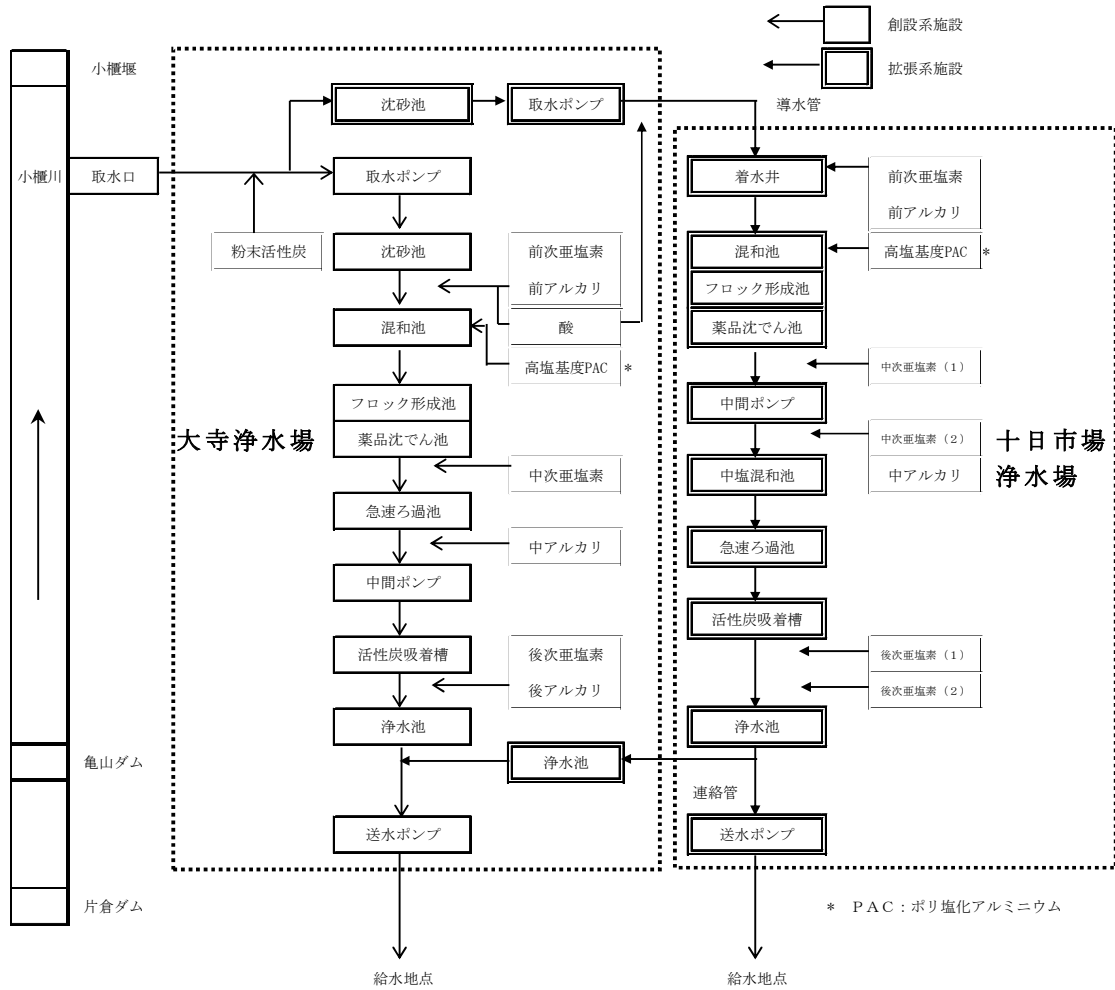 創設系施設
拡張系施設
小櫃堰
小櫃川
取水口
亀山ダム
片倉ダム
大寺浄水場
沈砂池
取水ポンプ
導水管
取水ポンプ
粉末活性炭
沈砂池
前次亜塩素
前アルカリ
酸
混和池
高塩基度PAC *
フロック形成池
薬品沈でん池
中次亜塩素
急速ろ過池
中アルカリ
中間ポンプ
活性炭吸着槽
後次亜塩素
後アルカリ
浄水池
浄水池
送水ポンプ
給水地点
十日市場
浄水場
着水井
前次亜塩素
前アルカリ
混和池
高塩基度PAC *
フロック形成池
薬品沈でん池
中次亜塩素（１）
中間ポンプ
中次亜塩素（２）
中アルカリ
中塩混和池
急速ろ過池
活性炭吸着槽
後次亜塩素（１）
後次亜塩素（２）
浄水池
連絡管
送水ポンプ
給水地点
* ＰＡＣ：ポリ塩化アルミニウム